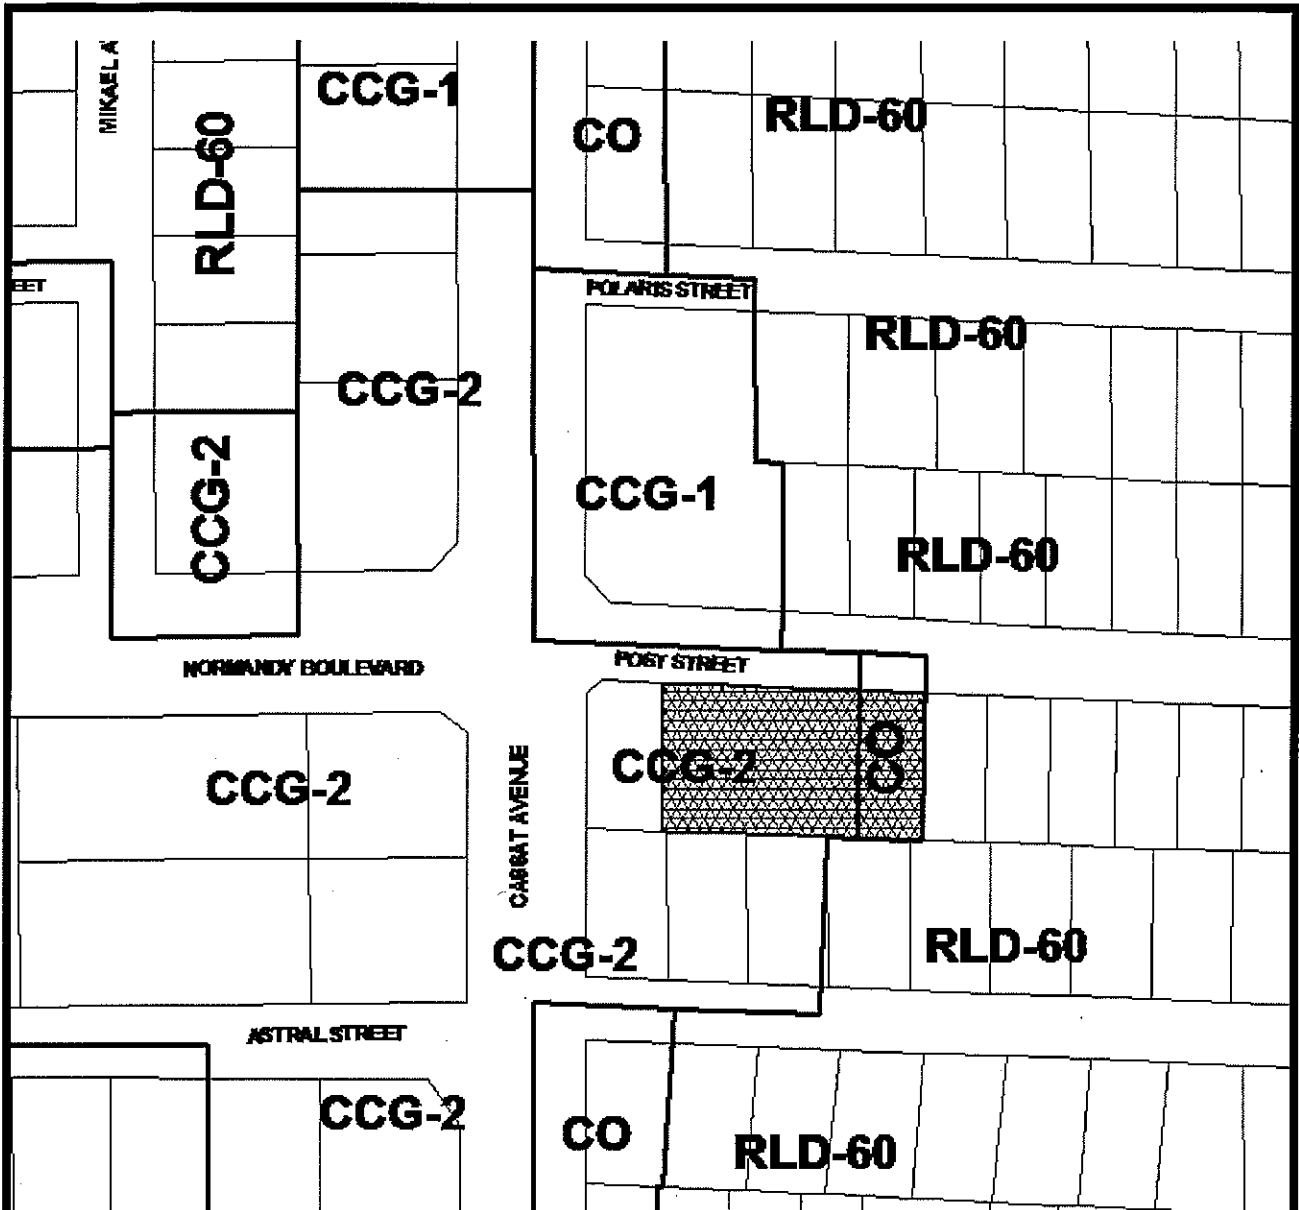 MIKAEL A
CCG-1
RLD-60
CO
RLD-60
EET
POLARIS STREET
RLD-60
CCG-2
CCG-2
CCG-1
RLD-60
NORMANDY BOULEVARD
POST STREET
CCG-2
CASSAT AVENUE
CCG-2
CO
CCG-2
RLD-60
ASTRAL STREET
CCG-2
CO
RLD-60